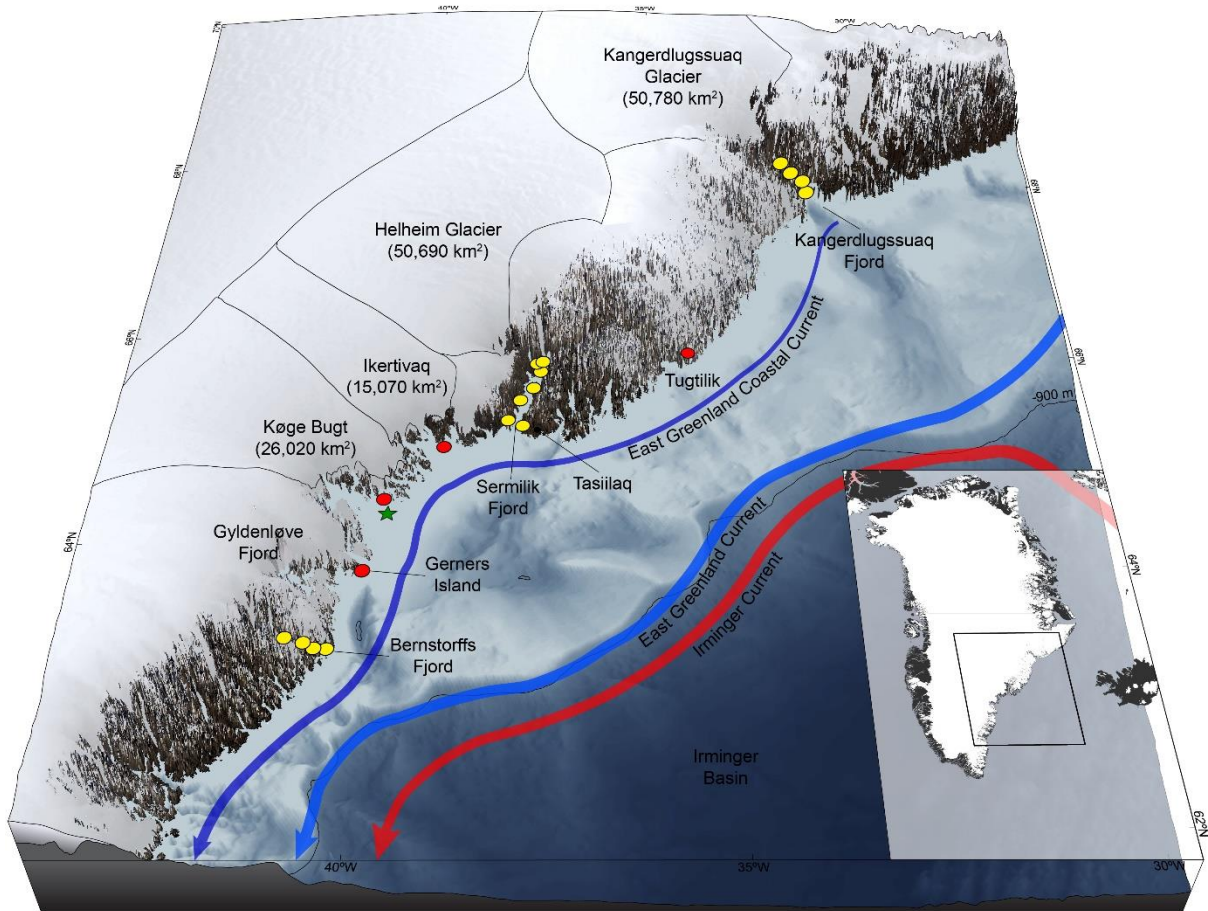 40°W
35°W
30°W
70°N
Kangerdlugssuaq
Glacier
(50,780 km²)
68°N
68°N
Helheim Glacier
(50,690 km²)
Kangerdlugssuaq
Fjord
East Greenland Coastal Current
66°N
66°N
Ikertivaq
(15,070 km²)
Tugtilik
-900 m
Køge Bugt
(26,020 km²)
Sermilik
Fjord
Tasiilaq
64°N
64°N
Gyldenløve
Fjord
Gerners
Island
East Greenland Current
Irminger Current
Bernstorffs
Fjord
Irminger
Basin
62°N
40°W
35°W
30°W